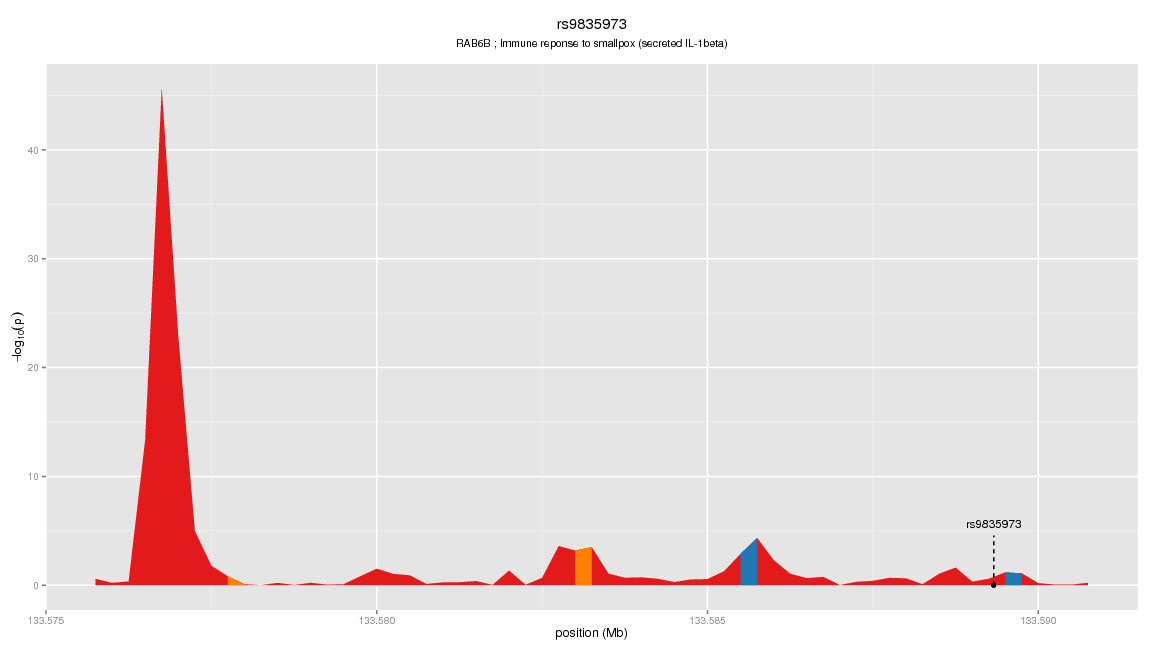 rs9835973
RAB6B ; Immune reponse to smallpox (secreted IL-1beta)
40
30
20
10
0
−log10(p)
rs9835973
133.575
133.580
133.585
133.590
position (Mb)